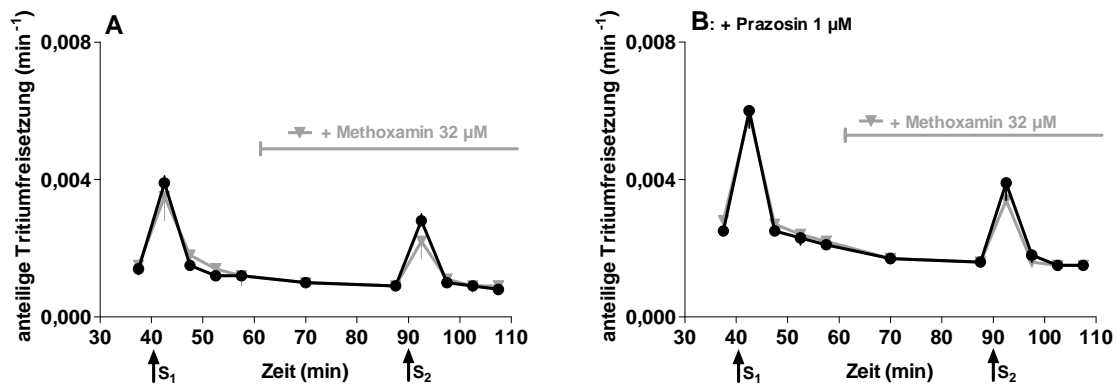 A
anteilige Tritiumfreisetzung (min⁻¹)
0,008
0,004
0,000
+ Methoxamin 32 µM
30 40 50 60 70 80 90 100 110
S₁ Zeit (min) S₂
B: + Prazosin 1 µM
anteilige Tritiumfreisetzung (min⁻¹)
0,008
0,004
0,000
+ Methoxamin 32 µM
30 40 50 60 70 80 90 100 110
S₁ Zeit (min) S₂